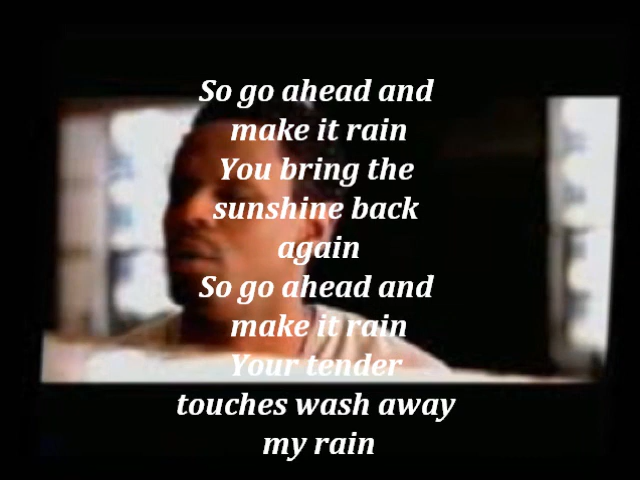 So go ahead and
make it rain
You bring the
sunshine back
again
So go ahead and
make it rain
Your tender
touches wash away
my rain